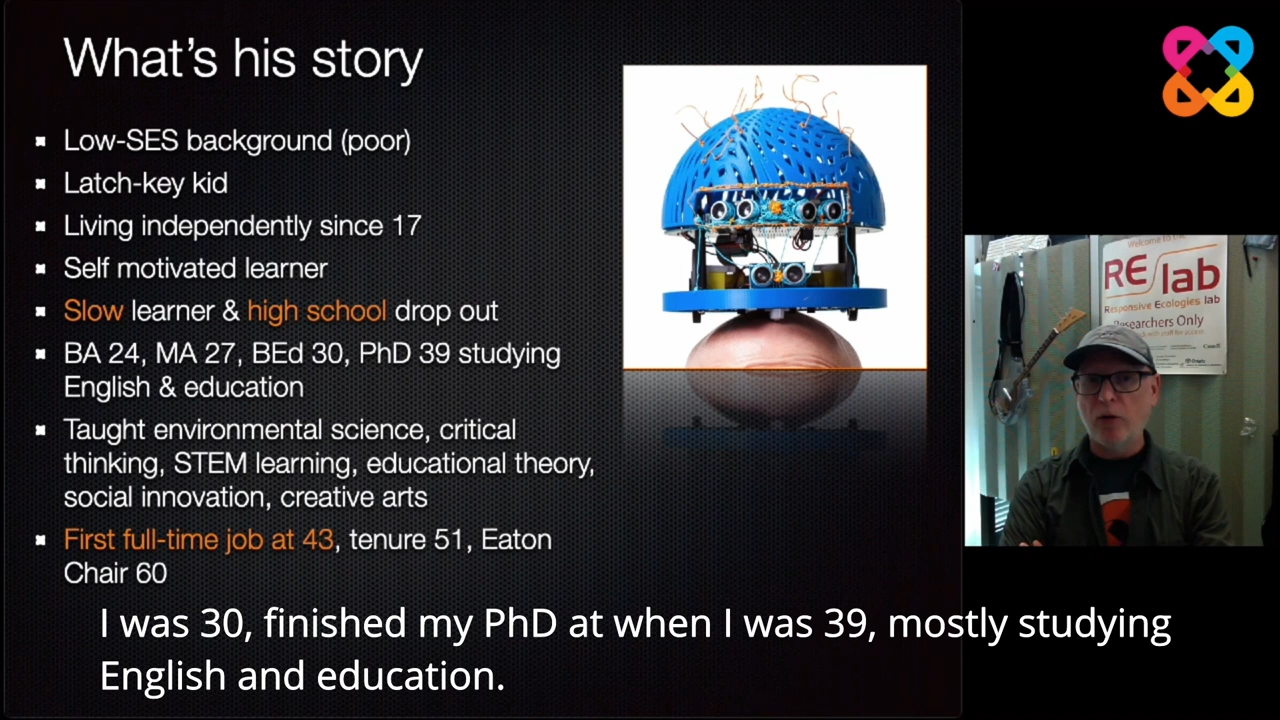 What's his story
Low-SES background (poor)
Latch-key kid
Living independently since 17
Self motivated learner
Slow learner & high school drop out
BA 24, MA 27, BEd 30, PhD 39 studying
English & education
Taught environmental science, critical
thinking, STEM learning, educational theory,
social innovation, creative arts
First full-time job at 43, tenure 51, Eaton
Chair 60
Welcome to the
RE lab
Responsive Ecologies lab
Researchers Only
I was 30, finished my PhD at when I was 39, mostly studying
English and education.